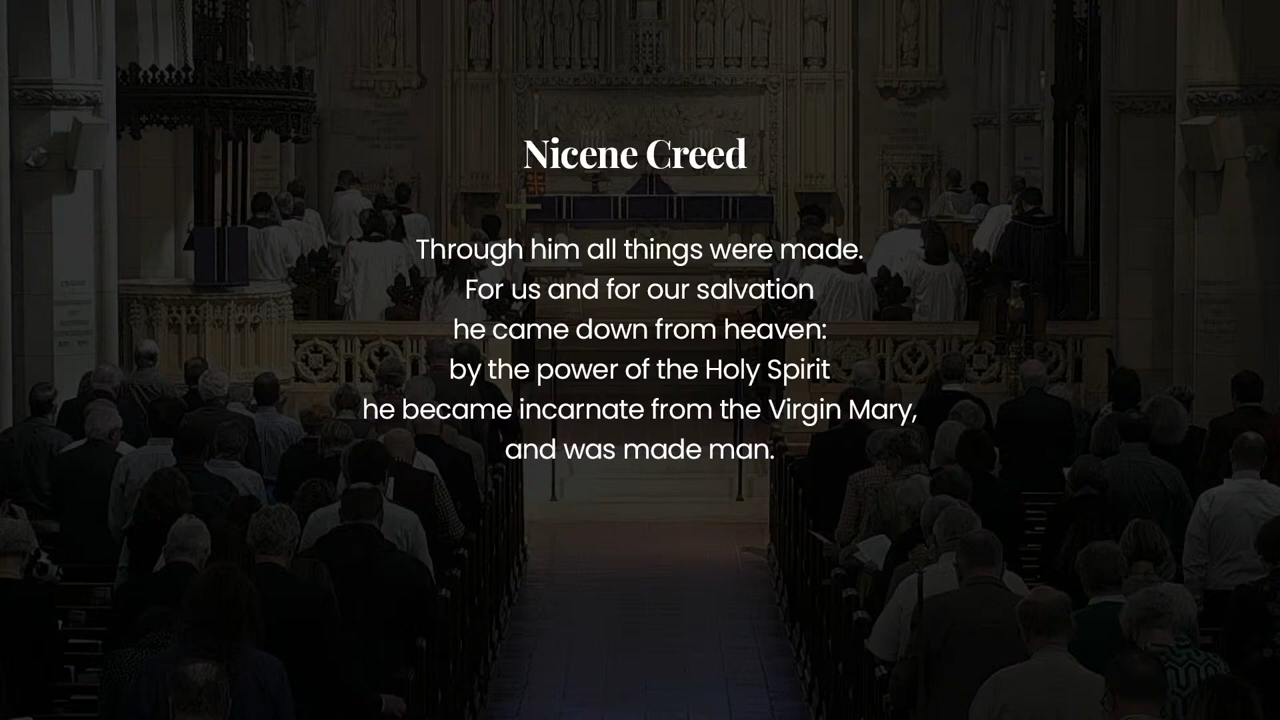 Nicene Creed
Through him all things were made.
For us and for our salvation
he came down from heaven:
by the power of the Holy Spirit
he became incarnate from the Virgin Mary,
and was made man.